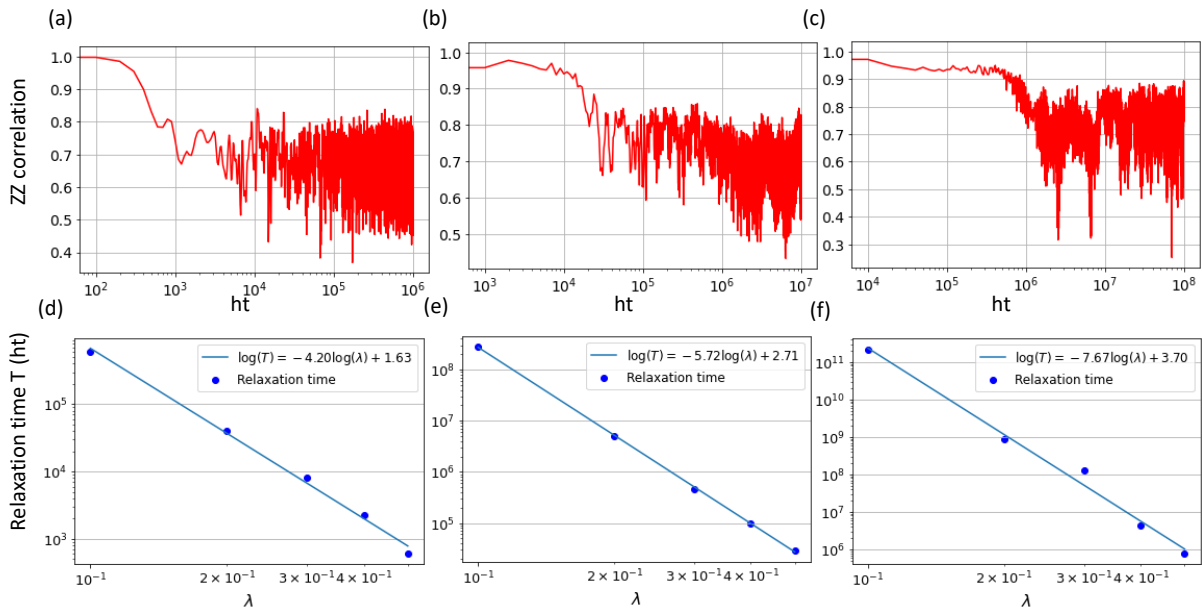 (a)
(b)
(c)
ZZ correlation
1.0
0.9
0.8
0.7
0.6
0.5
0.4
10²
10³
10⁴
10⁵
10⁶
ht
1.0
0.9
0.8
0.7
0.6
0.5
10³
10⁴
10⁵
10⁶
10⁷
ht
1.0
0.9
0.8
0.7
0.6
0.5
0.4
0.3
10⁴
10⁵
10⁶
10⁷
10⁸
ht
(d)
(e)
(f)
Relaxation time T (ht)
log(T) = −4.20log(λ) + 1.63
Relaxation time
10⁵
10⁴
10³
10⁻¹
2 × 10⁻¹
3 × 10⁻¹
4 × 10⁻¹
λ
log(T) = −5.72log(λ) + 2.71
Relaxation time
10⁸
10⁷
10⁶
10⁵
10⁻¹
2 × 10⁻¹
3 × 10⁻¹
4 × 10⁻¹
λ
log(T) = −7.67log(λ) + 3.70
Relaxation time
10¹¹
10¹⁰
10⁹
10⁸
10⁷
10⁶
10⁻¹
2 × 10⁻¹
3 × 10⁻¹
4 × 10⁻¹
λ